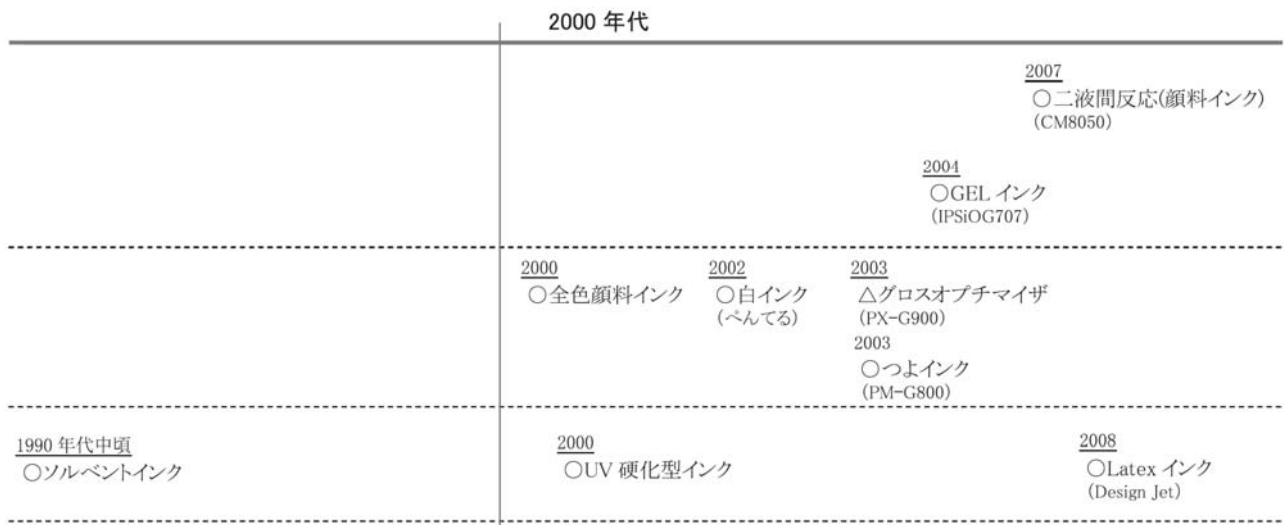 2000 年代
2007
○二液間反応(顔料インク)
(CM8050)
2004
○GEL インク
(IPSiOG707)
2000
○全色顔料インク
2002
○白インク
(ぺんてる)
2003
△グロスオプチマイザ
(PX-G900)
2003
○つよインク
(PM-G800)
1990 年代中頃
○ソルベントインク
2000
○UV 硬化型インク
2008
○Latex インク
(Design Jet)